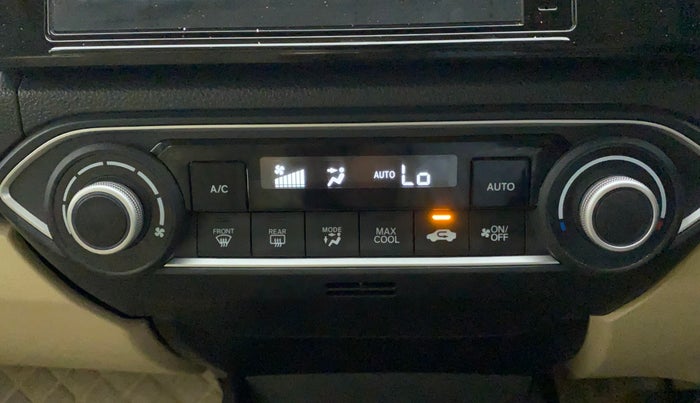 AUTO Lo
A/C
AUTO
FRONT
REAR
MODE
MAX
COOL
ON/
OFF